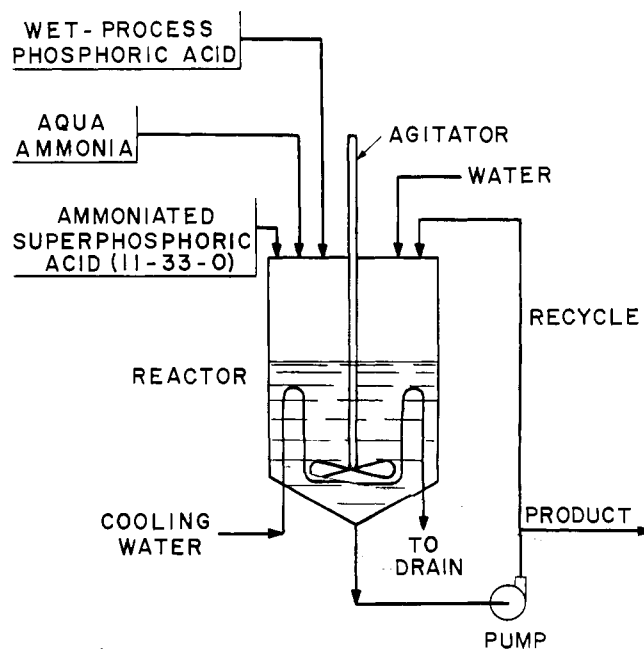 WET-PROCESS
PHOSPHORIC ACID
AQUA
AMMONIA
AGITATOR
WATER
AMMONIATED
SUPERPHOSPHORIC
ACID (11-33-0)
RECYCLE
REACTOR
COOLING
WATER
TO
DRAIN
PRODUCT
PUMP